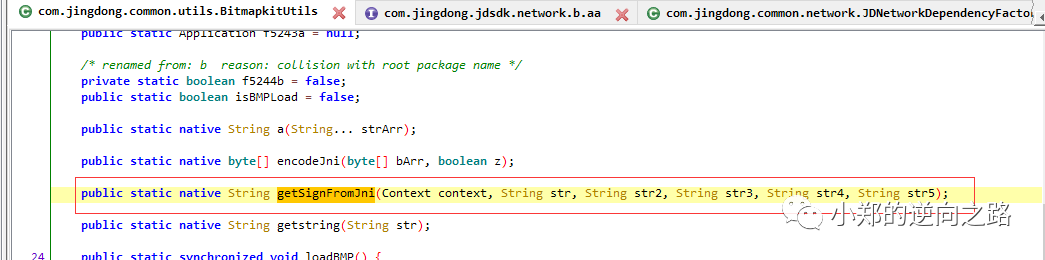 com.jingdong.common.utils.BitmapkitUtils com.jingdong.jdsdk.network.b.aa com.jingdong.common.network.JDNetworkDependencyFactor
public static Application f5243a = null;
/* renamed from: b  reason: collision with root package name */
private static boolean f5244b = false;
public static boolean isBMPLoad = false;
public static native String a(String... strArr);
public static native byte[] encodeJni(byte[] bArr, boolean z);
public static native String getSignFromJni(Context context, String str, String str2, String str3, String str4, String str5);
public static native String getstring(String str);
小郑的逆向之路
24 public static synchronized void loadBMP() {